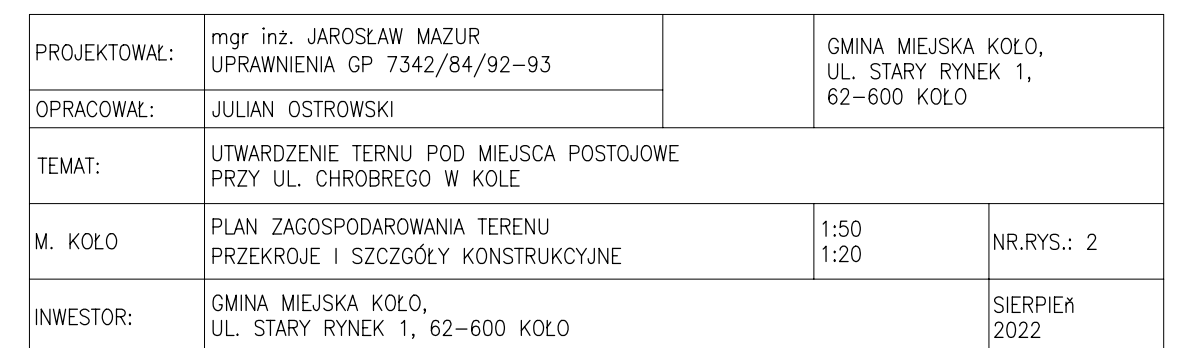 PROJEKTOWAŁ:
mgr inż. JAROSŁAW MAZUR
UPRAWNIENIA GP 7342/84/92-93
GMINA MIEJSKA KOŁO,
UL. STARY RYNEK 1,
62-600 KOŁO
OPRACOWAŁ:
JULIAN OSTROWSKI
TEMAT:
UTWARDZENIE TERNU POD MIEJSCA POSTOJOWE
PRZY UL. CHROBREGO W KOLE
M. KOŁO
PLAN ZAGOSPODAROWANIA TERENU
PRZEKROJE I SZCZGÓŁY KONSTRUKCYJNE
1:50
1:20
NR.RYS.: 2
INWESTOR:
GMINA MIEJSKA KOŁO,
UL. STARY RYNEK 1, 62-600 KOŁO
SIERPIEň
2022